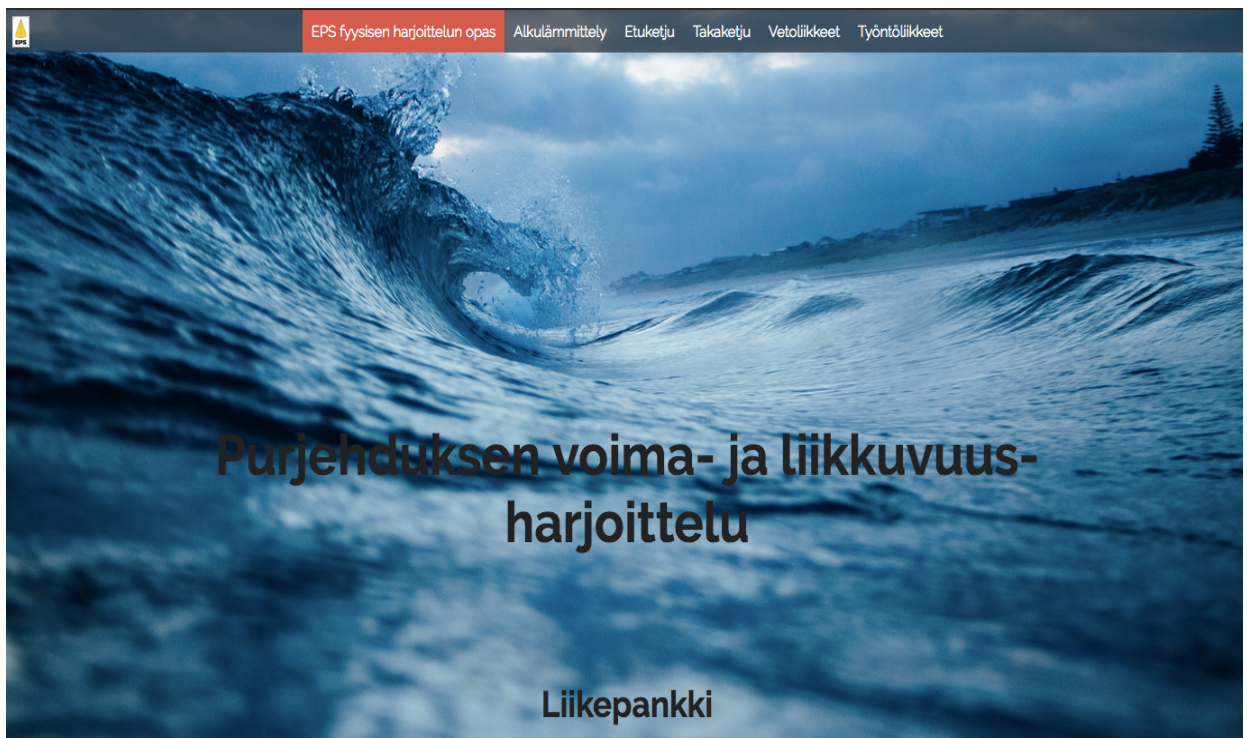 EPS
EPS fyysisen harjoittelun opas Alkulämmittely Etuketju Takaketju Vetoliikkeet Työntöliikkeet
Purjehduksen voima- ja liikkuvuus-
harjoittelu
Liikepankki